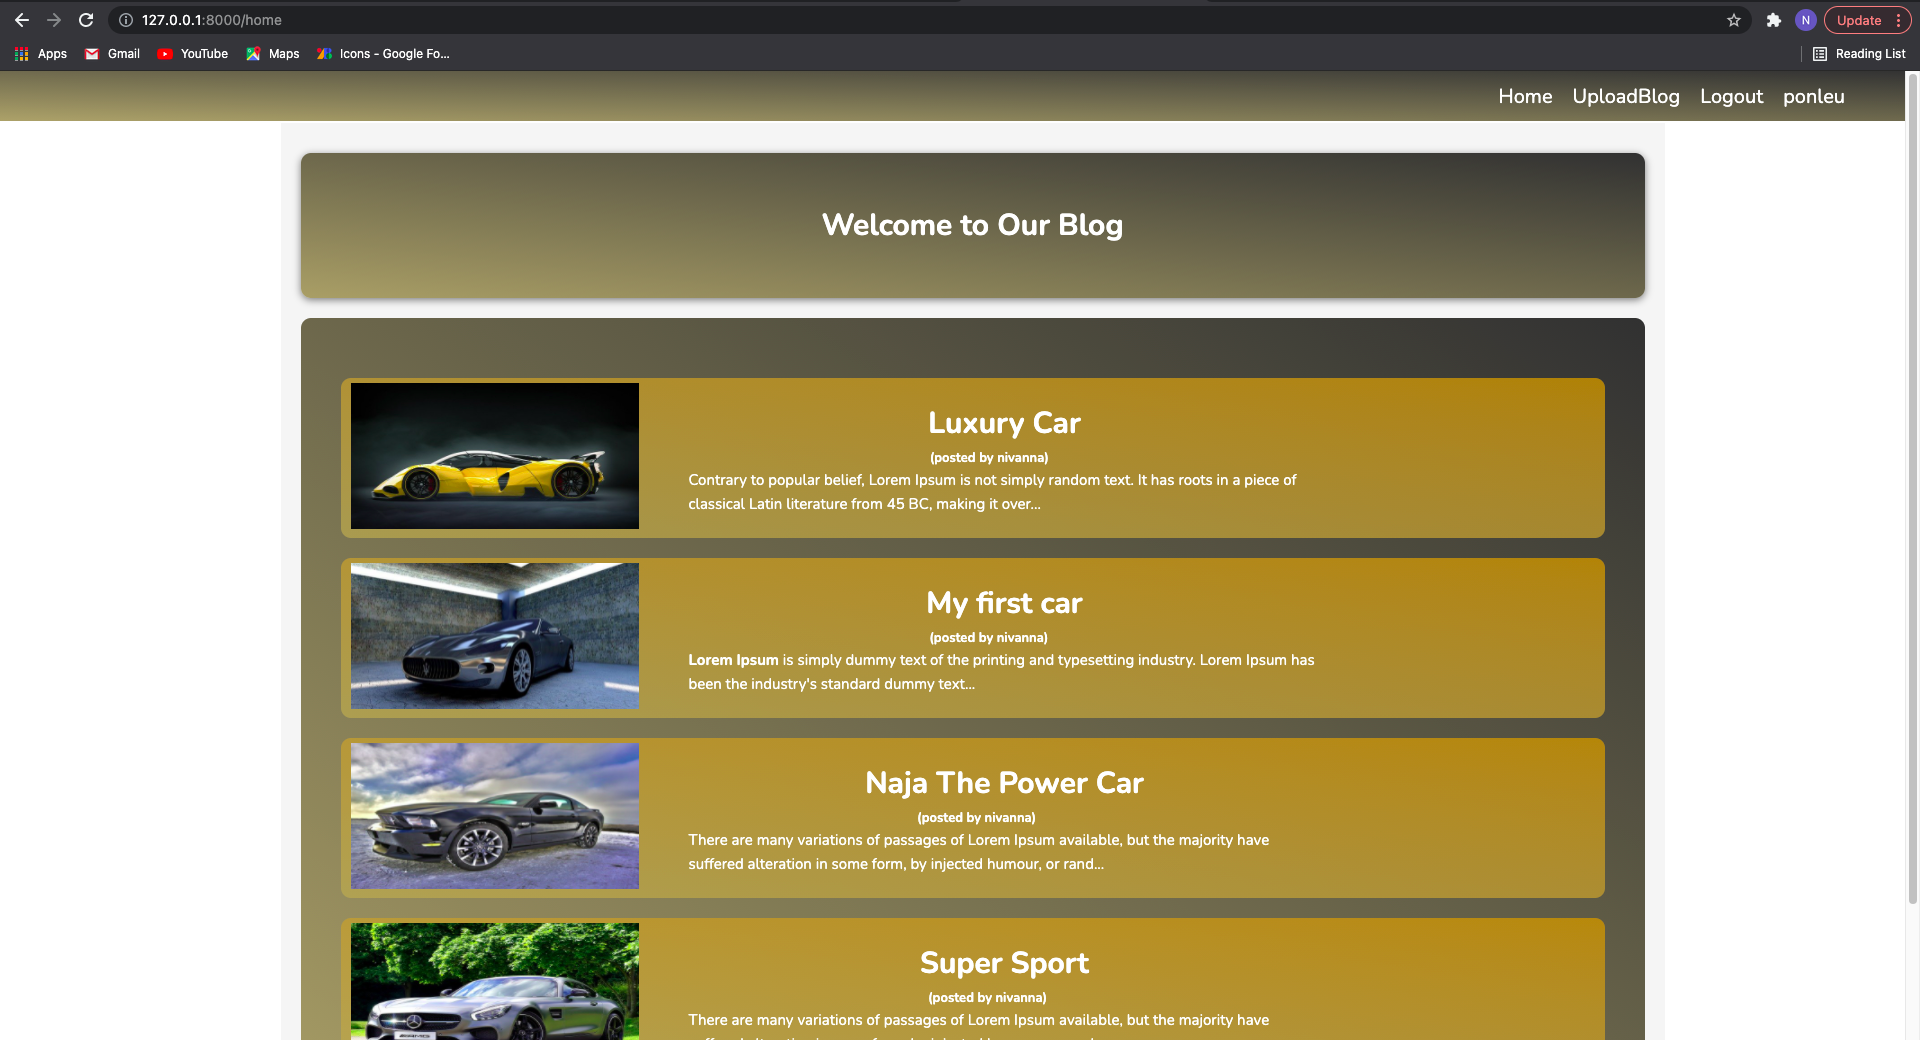 127.0.0.1:8000/home
N
Update
Apps
Gmail
YouTube
Maps
Icons - Google Fo...
Reading List
Home
UploadBlog
Logout
ponleu
Welcome to Our Blog
Luxury Car
(posted by nivanna)
Contrary to popular belief, Lorem Ipsum is not simply random text. It has roots in a piece of
classical Latin literature from 45 BC, making it over...
My first car
(posted by nivanna)
Lorem Ipsum is simply dummy text of the printing and typesetting industry. Lorem Ipsum has
been the industry's standard dummy text...
Naja The Power Car
(posted by nivanna)
There are many variations of passages of Lorem Ipsum available, but the majority have
suffered alteration in some form, by injected humour, or rand...
Super Sport
(posted by nivanna)
There are many variations of passages of Lorem Ipsum available, but the majority have